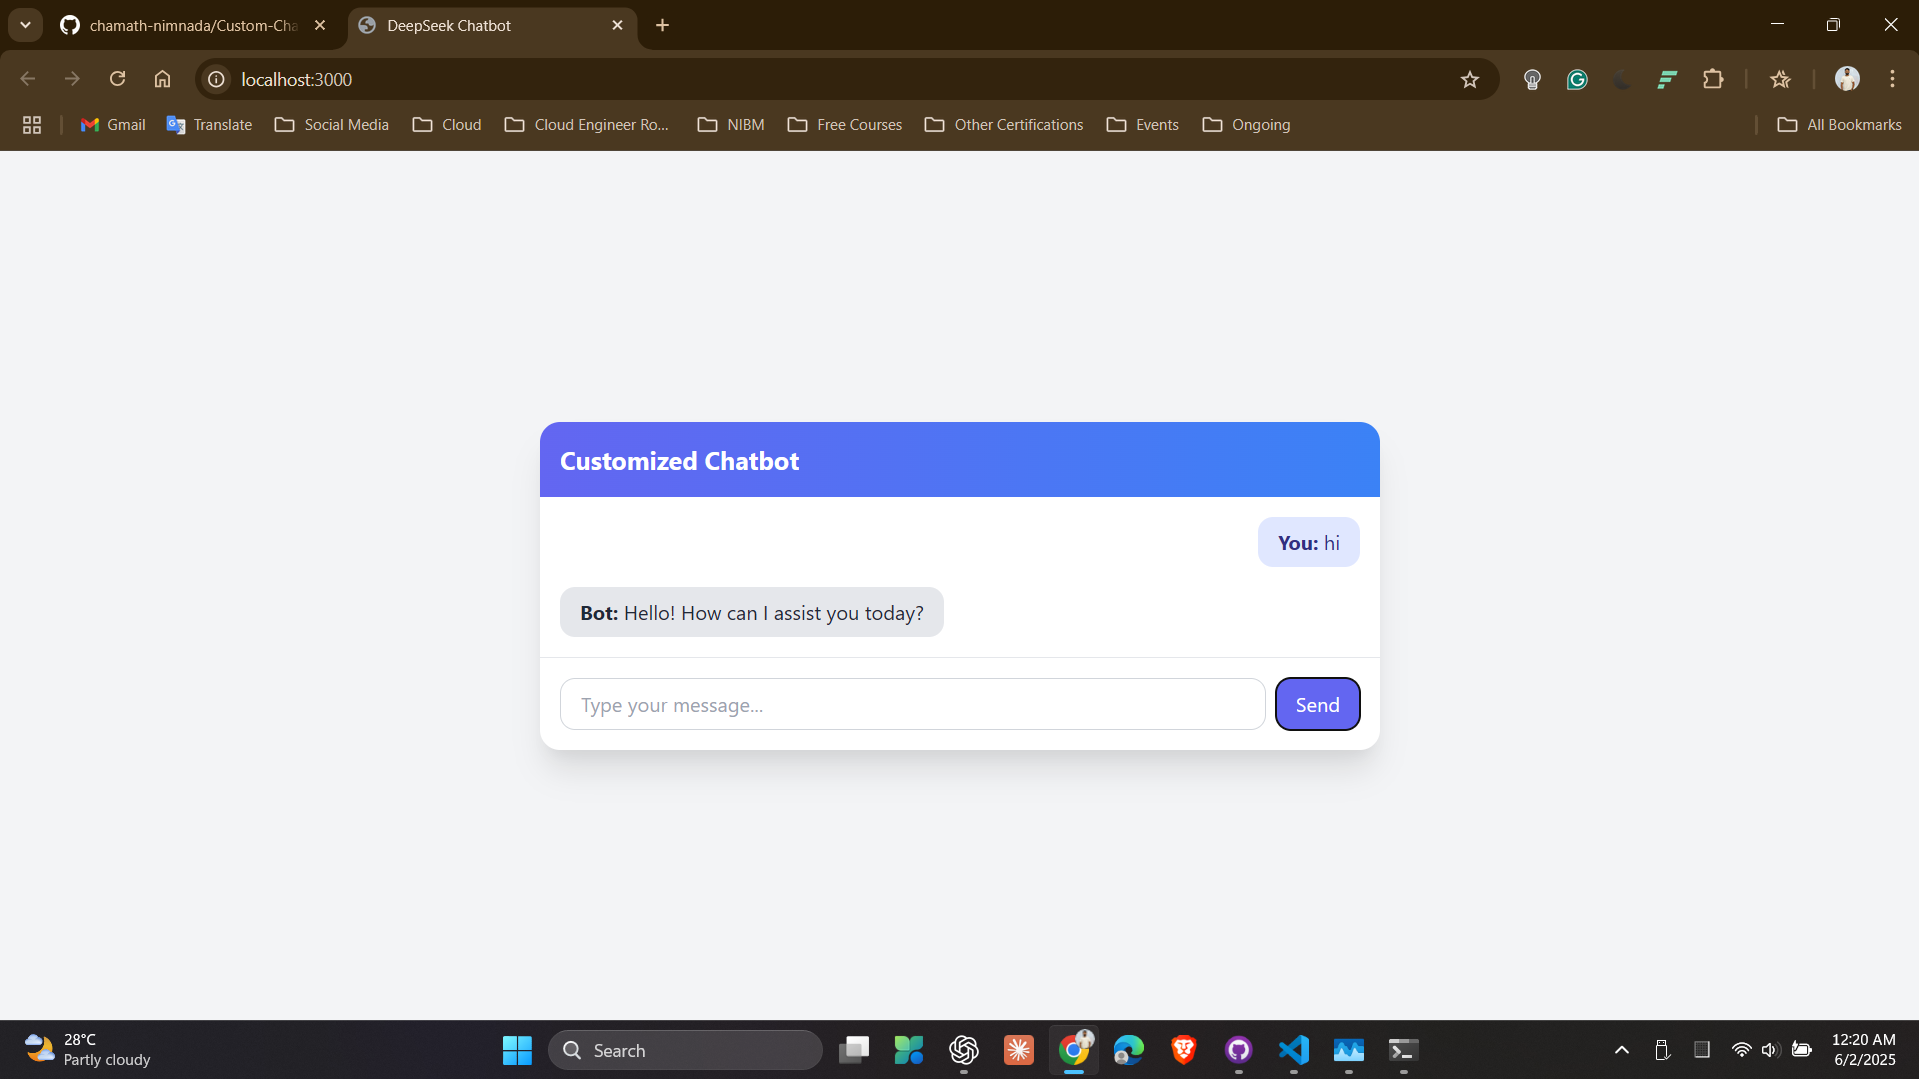 chamath-nimnada/Custom-Cha
DeepSeek Chatbot
localhost:3000
Gmail
Translate
Social Media
Cloud
Cloud Engineer Ro...
NIBM
Free Courses
Other Certifications
Events
Ongoing
All Bookmarks
Customized Chatbot
You: hi
Bot: Hello! How can I assist you today?
Type your message...
Send
28°C
Partly cloudy
Search
12:20 AM
6/2/2025